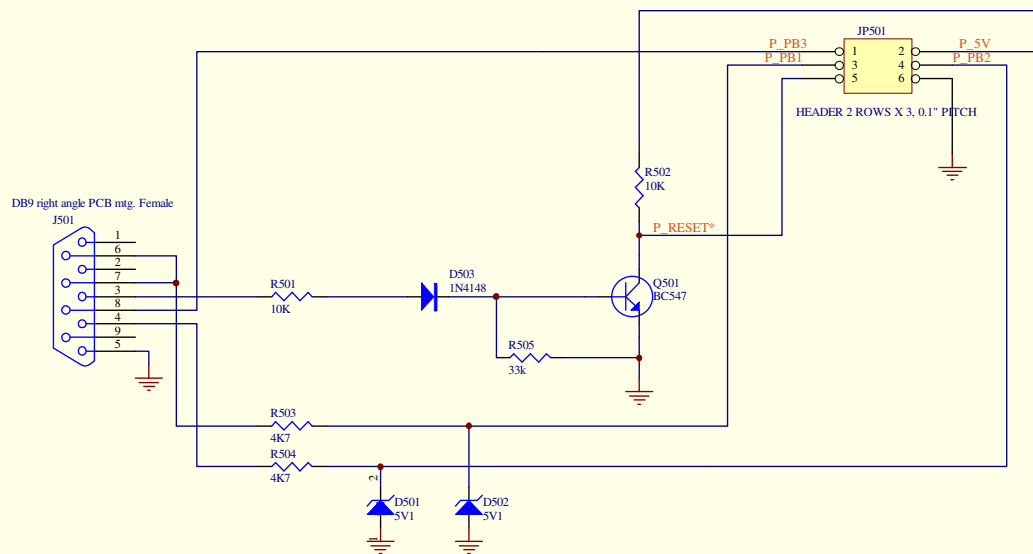 JP501
P_PB3 1 2 P_5V
P_PB1 3 4 P_PB2
5 6
HEADER 2 ROWS X 3, 0.1" PITCH
R502
10K
DB9 right angle PCB mtg. Female
J501
P_RESET*
1
6
2
7
3
8
4
9
5
R501
10K
D503
1N4148
Q501
BC547
R505
33k
R503
4K7
R504
4K7
2
D501
5V1
1
D502
5V1